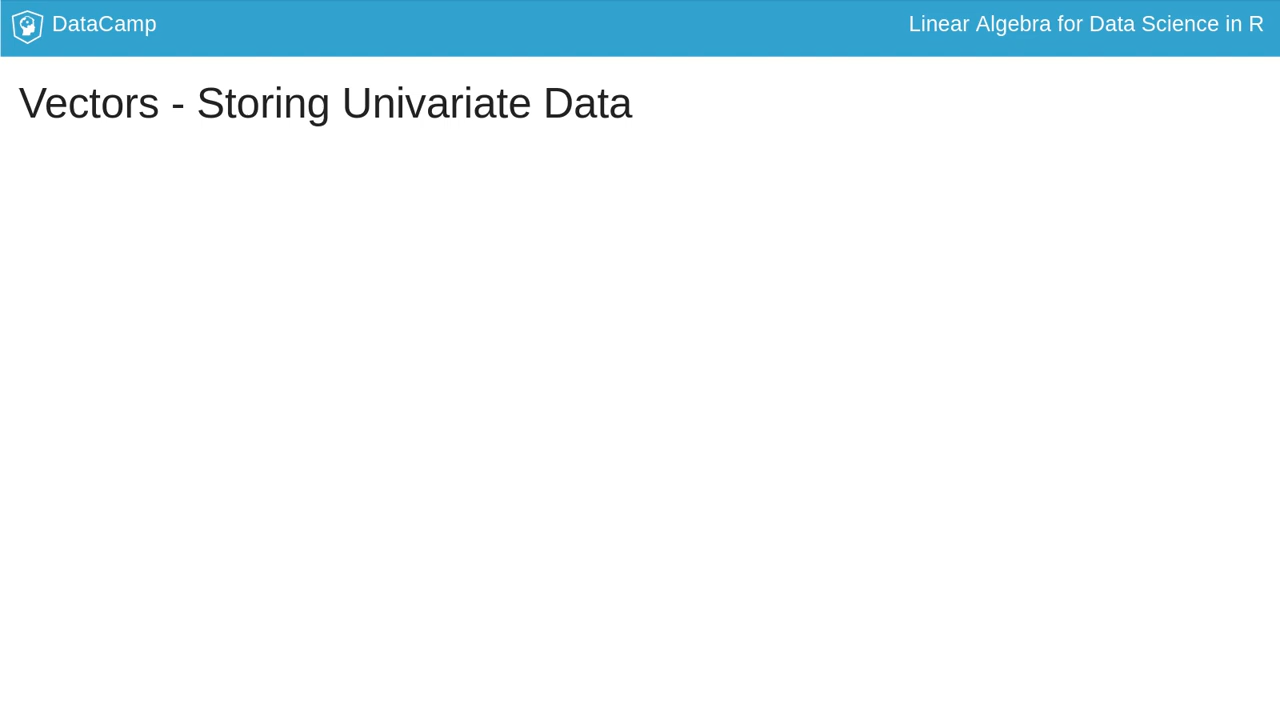 DataCamp
Linear Algebra for Data Science in R
Vectors - Storing Univariate Data